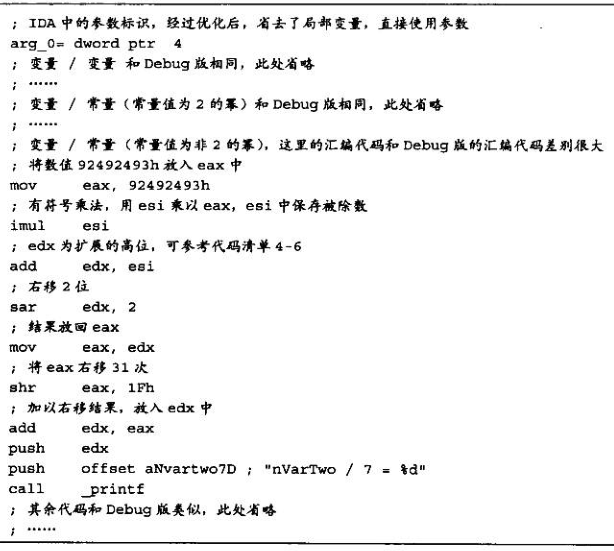 ; IDA 中的参数标识，经过优化后，省去了局部变量，直接使用参数
arg_0= dword ptr 4
; 变量 / 变量 和 Debug 版相同，此处省略
; ……
; 变量 / 常量（常量值为 2 的幂）和 Debug 版相同，此处省略
; ……
; 变量 / 常量（常量值为非 2 的幂），这里的汇编代码和 Debug 版的汇编代码差别很大
; 将数值 92492493h 放入 eax 中
mov eax, 92492493h
; 有符号乘法，用 esi 乘以 eax，esi 中保存被除数
imul esi
; edx 为扩展的高位，可参考代码清单 4-6
add edx, esi
; 右移 2 位
sar edx, 2
; 结果放回 eax
mov eax, edx
; 将 eax 右移 31 次
shr eax, 1Fh
; 加以右移结果，放入 edx 中
add edx, eax
push edx
push offset aNvartwo7D ; "nVarTwo / 7 = %d"
call _printf
; 其余代码和 Debug 版类似，此处省略
; ……